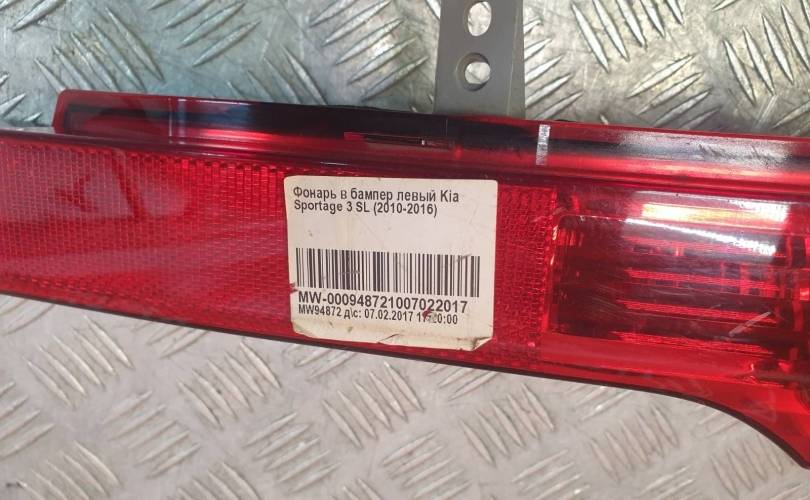 Фонарь в бампер левый Kia
Sportage 3 SL (2010-2016)
MW-000948721007022017
MW94872 д\с: 07.02.2017